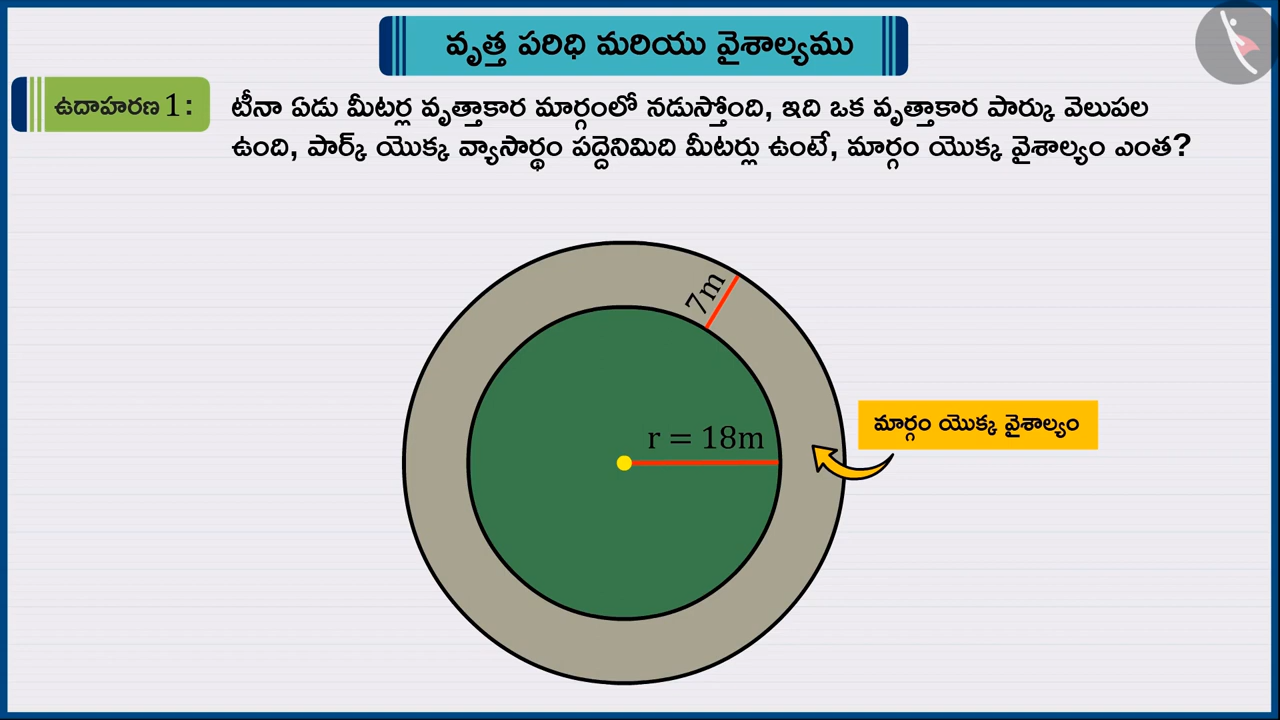 వృత్త పరిధి మరియు వైశాల్యము
ఉదాహరణ 1:
టీనా ఏడు మీటర్ల వృత్తాకార మార్గంలో నడుస్తోంది, ఇది ఒక వృత్తాకార పార్కు వెలుపల
ఉంది, పార్క్ యొక్క వ్యాసార్థం పద్దెనిమిది మీటర్లు ఉంటే, మార్గం యొక్క వైశాల్యం ఎంత?
7m
మార్గం యొక్క వైశాల్యం
r = 18m